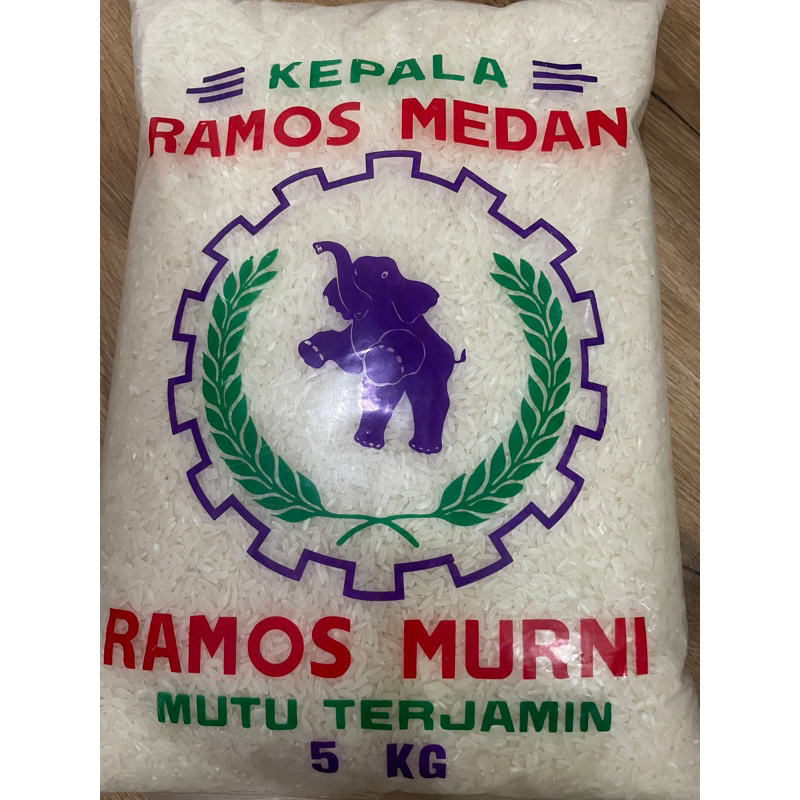 KEPALA
RAMOS MEDAN
RAMOS MURNI
MUTU TERJAMIN
5 KG